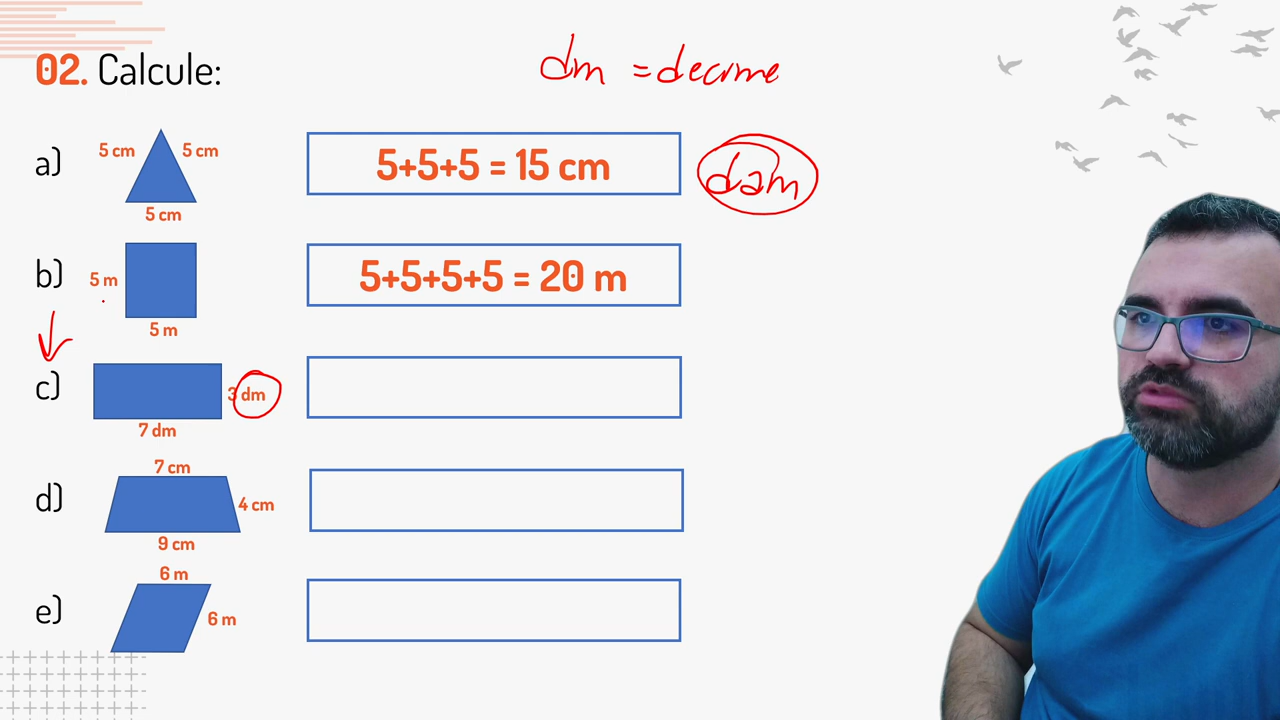 02. Calcule:
dm = decime
a)
5 cm
5 cm
5 cm
5+5+5 = 15 cm
dam
b)
5 m
5 m
5+5+5+5 = 20 m
c)
3 dm
7 dm
d)
7 cm
4 cm
9 cm
e)
6 m
6 m